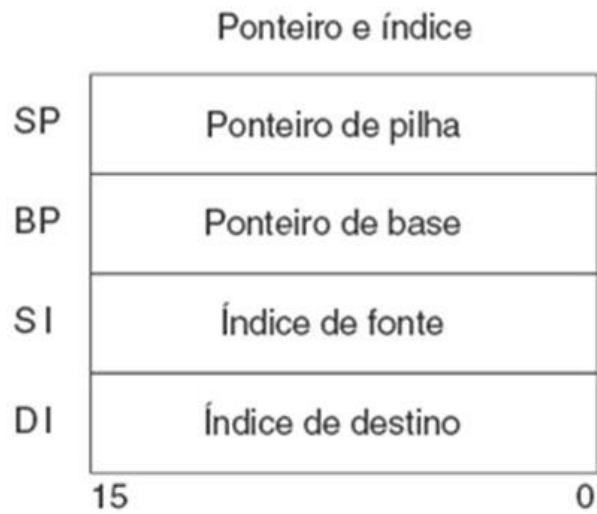 Ponteiro e índice
SP Ponteiro de pilha
BP Ponteiro de base
SI Índice de fonte
DI Índice de destino
15 0